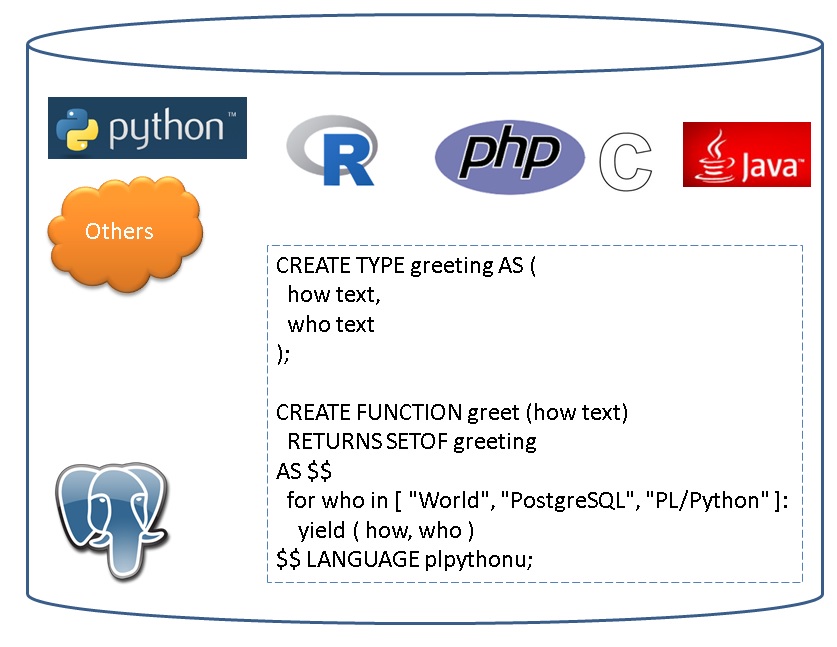 python™
R
php
C
Java™
Others
CREATE TYPE greeting AS (
how text,
who text
);
CREATE FUNCTION greet (how text)
RETURNS SETOF greeting
AS $$
for who in [ "World", "PostgreSQL", "PL/Python" ]:
yield ( how, who )
$$ LANGUAGE plpythonu;